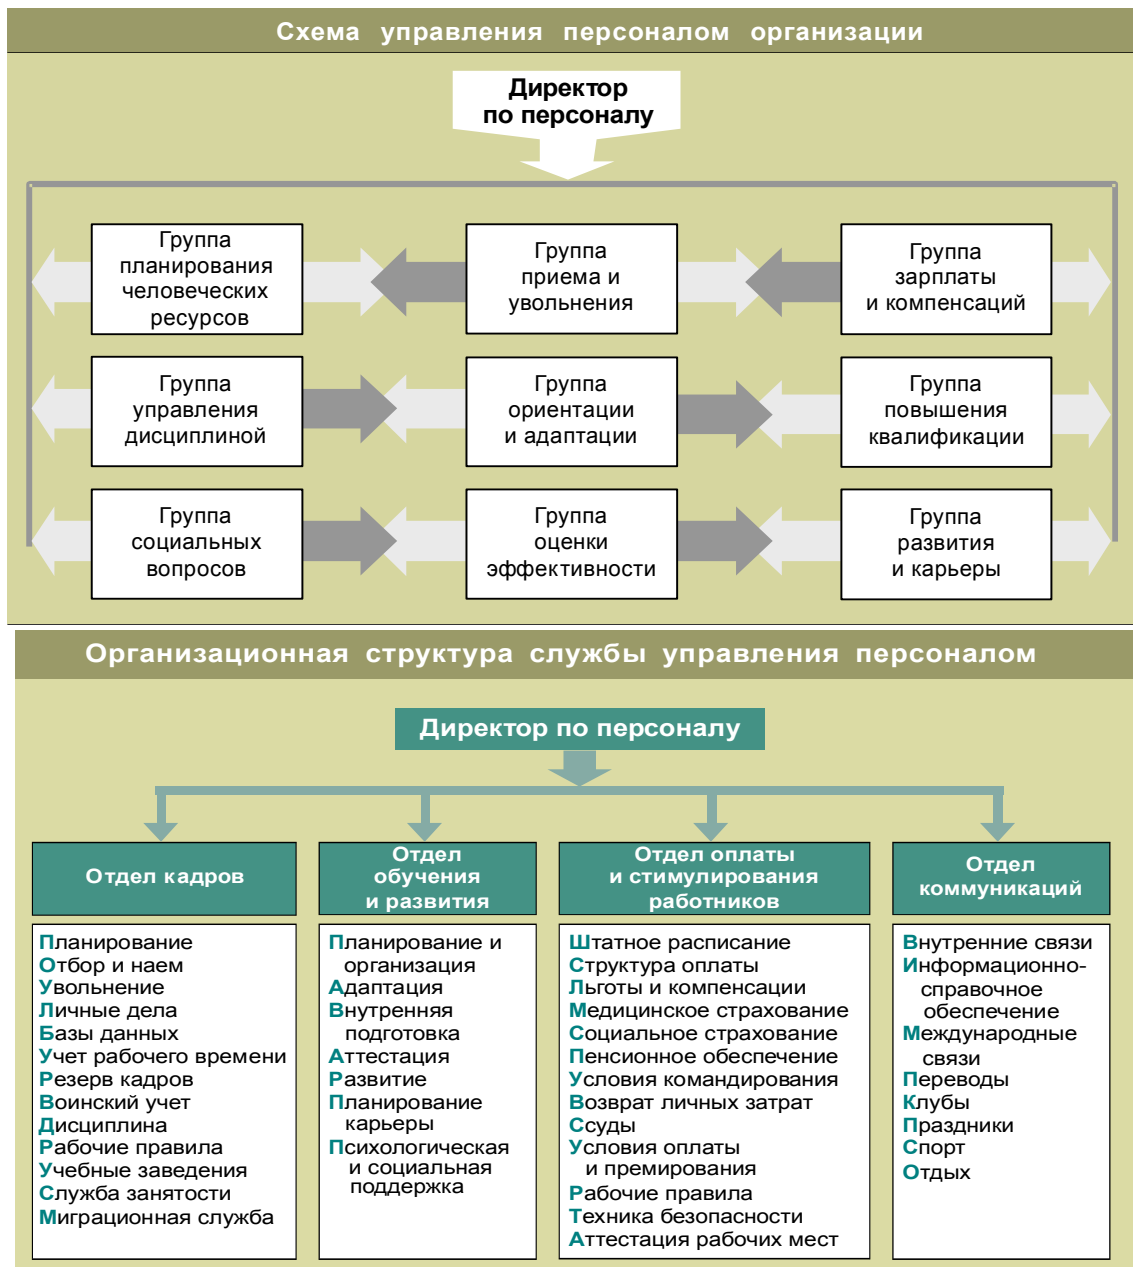 Схема управления персоналом организации
Директор
по персоналу
Группа
планирования
человеческих
ресурсов
Группа
приема и
увольнения
Группа
зарплаты
и компенсаций
Группа
управления
дисциплиной
Группа
ориентации
и адаптации
Группа
повышения
квалификации
Группа
социальных
вопросов
Группа
оценки
эффективности
Группа
развития
и карьеры
Организационная структура службы управления персоналом
Директор по персоналу
Отдел кадров
Планирование
Отбор и наем
Увольнение
Личные дела
Базы данных
Учет рабочего времени
Резерв кадров
Воинский учет
Дисциплина
Рабочие правила
Учебные заведения
Служба занятости
Миграционная служба
Отдел
обучения
и развития
Планирование и
организация
Адаптация
Внутренняя
подготовка
Аттестация
Развитие
Планирование
карьеры
Психологическая
и социальная
поддержка
Отдел оплаты
и стимулирования
работников
Штатное расписание
Структура оплаты
Льготы и компенсации
Медицинское страхование
Социальное страхование
Пенсионное обеспечение
Условия командирования
Возврат личных затрат
Ссуды
Условия оплаты
и премирования
Рабочие правила
Техника безопасности
Аттестация рабочих мест
Отдел
коммуникаций
Внутренние связи
Информационно-
справочное
обеспечение
Международные
связи
Переводы
Клубы
Праздники
Спорт
Отдых